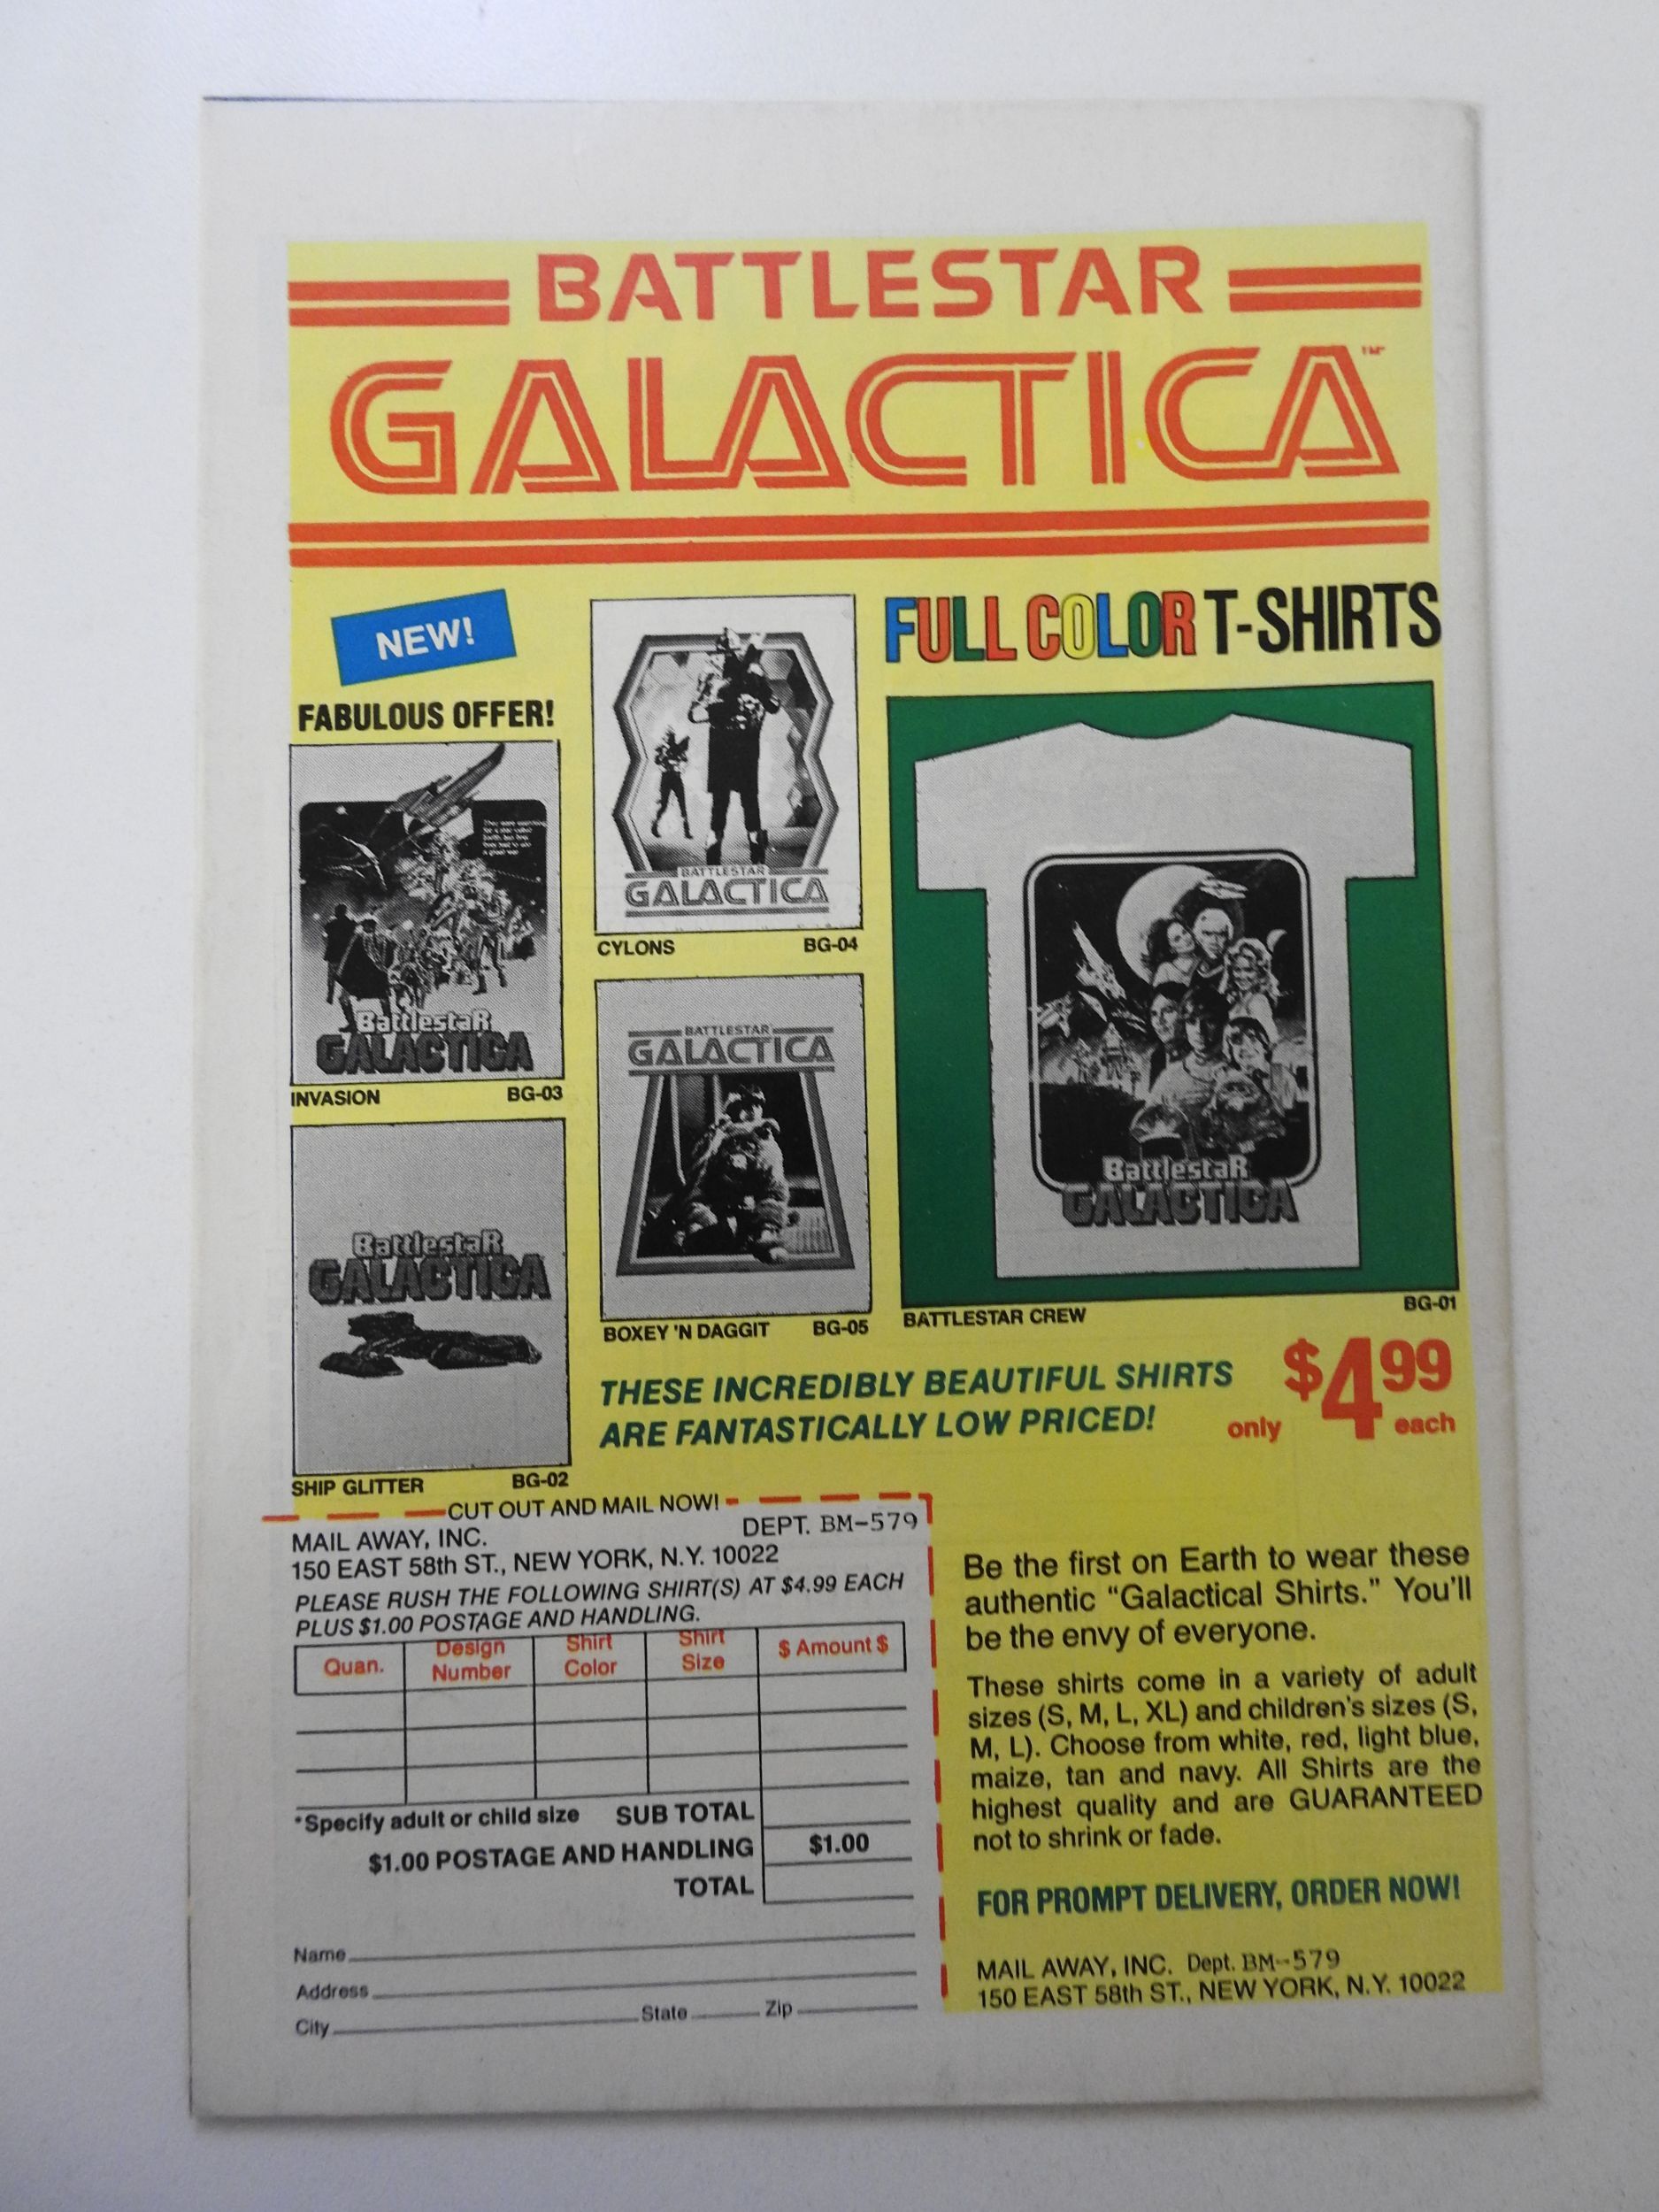 BATTLESTAR
GALACTICA™
NEW!
FABULOUS OFFER!
FULL COLOR T-SHIRTS
BattlestaR
GALACTICA
INVASION BG-03
BATTLESTAR
GALACTICA
CYLONS BG-04
BattlestaR
GALACTICA
SHIP GLITTER BG-02
BATTLESTAR
GALACTICA
BOXEY 'N DAGGIT BG-05
BattlestaR
GALACTICA
BATTLESTAR CREW BG-01
THESE INCREDIBLY BEAUTIFUL SHIRTS
ARE FANTASTICALLY LOW PRICED!
only $4.99 each
CUT OUT AND MAIL NOW!
MAIL AWAY, INC. DEPT. BM-579
150 EAST 58th ST., NEW YORK, N.Y. 10022
PLEASE RUSH THE FOLLOWING SHIRT(S) AT $4.99 EACH
PLUS $1.00 POSTAGE AND HANDLING.
Quan. Design Number Shirt Color Shirt Size $ Amount $
*Specify adult or child size SUB TOTAL
$1.00 POSTAGE AND HANDLING $1.00
TOTAL
Name
Address
City State Zip
Be the first on Earth to wear these
authentic “Galactical Shirts.” You'll
be the envy of everyone.
These shirts come in a variety of adult
sizes (S, M, L, XL) and children's sizes (S,
M, L). Choose from white, red, light blue,
maize, tan and navy. All Shirts are the
highest quality and are GUARANTEED
not to shrink or fade.
FOR PROMPT DELIVERY, ORDER NOW!
MAIL AWAY, INC. Dept. BM--579
150 EAST 58th ST., NEW YORK, N.Y. 10022